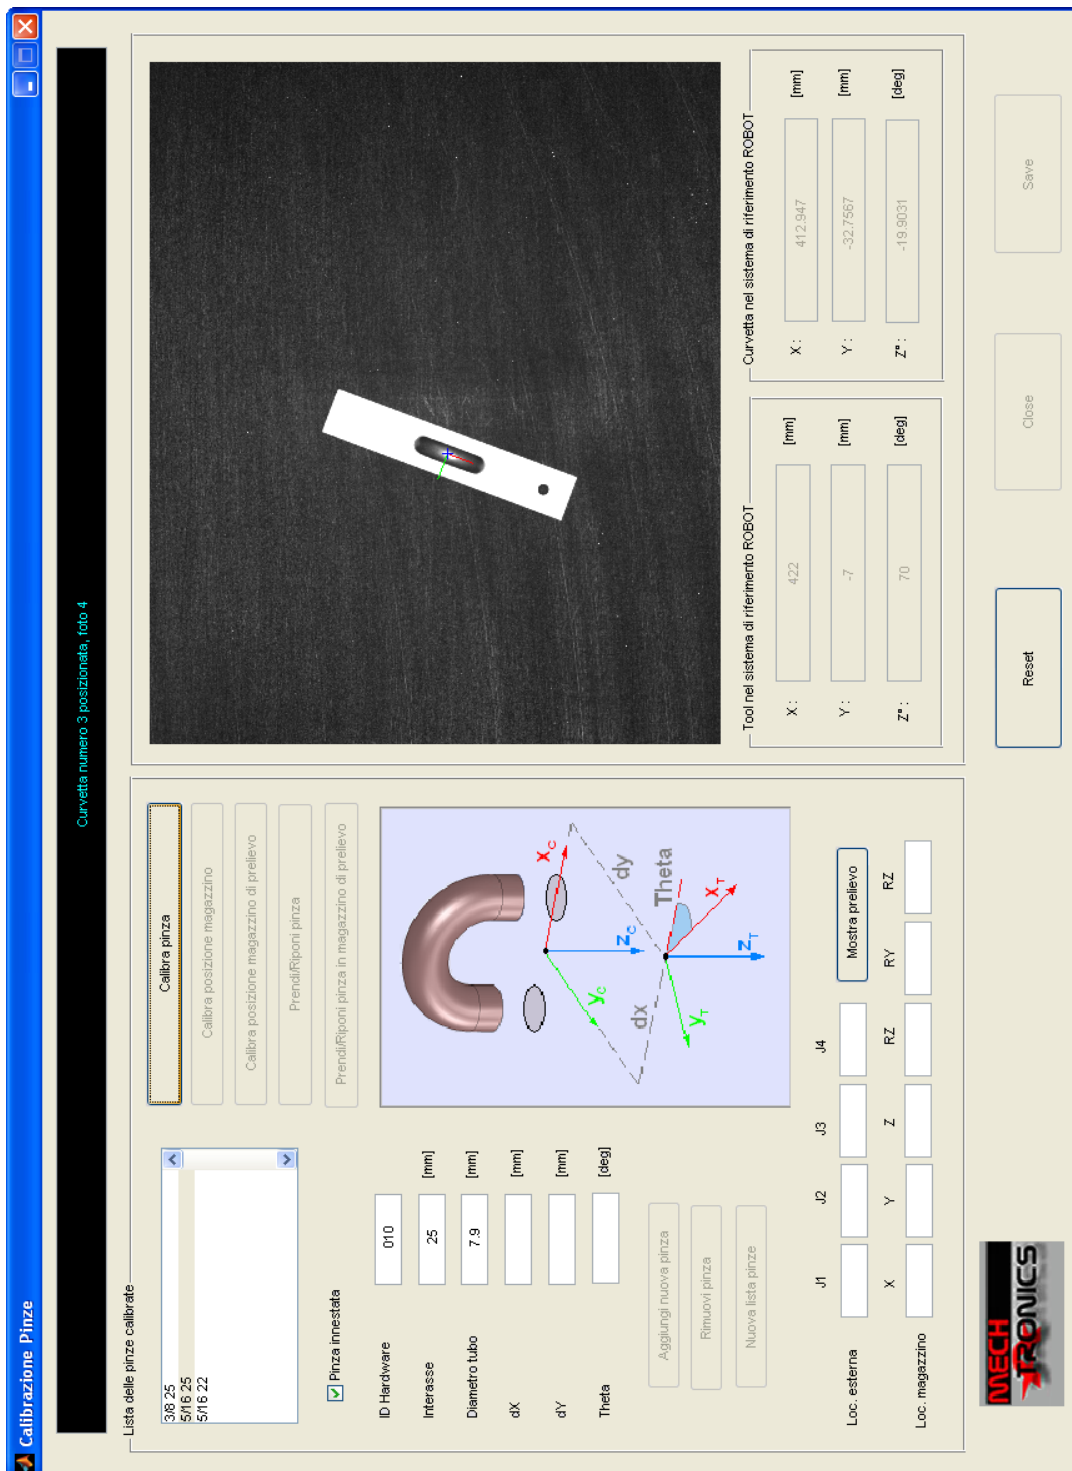 Calibrazione Pinze
Curvetta numero 3 posizionata, foto 4
Lista delle pinze calibrate
3/8 25
5/16 25
5/16 22
Calibra pinza
Calibra posizione magazzino
Calibra posizione magazzino di prelievo
Prendi/Riponi pinza
Prendi/Riponi pinza in magazzino di prelievo
Pinza innestata
ID Hardware 010
Interasse 25 [mm]
Diametro tubo 7.9 [mm]
dX [mm]
dY [mm]
Theta [deg]
Aggiungi nuova pinza
Rimuovi pinza
Nuova lista pinze
xC
yC
zC
dx
dy
Theta
xT
yT
zT
Mostra prelievo
J1 J2 J3 J4
Loc. esterna
X Y Z RZ RY RZ
Loc. magazzino
Tool nel sistema di riferimento ROBOT
X : 422 [mm]
Y : -7 [mm]
Z° : 70 [deg]
Curvetta nel sistema di riferimento ROBOT
X : 412.947 [mm]
Y : -32.7567 [mm]
Z° : -19.9031 [deg]
MECH
TRONICS
Reset
Close
Save